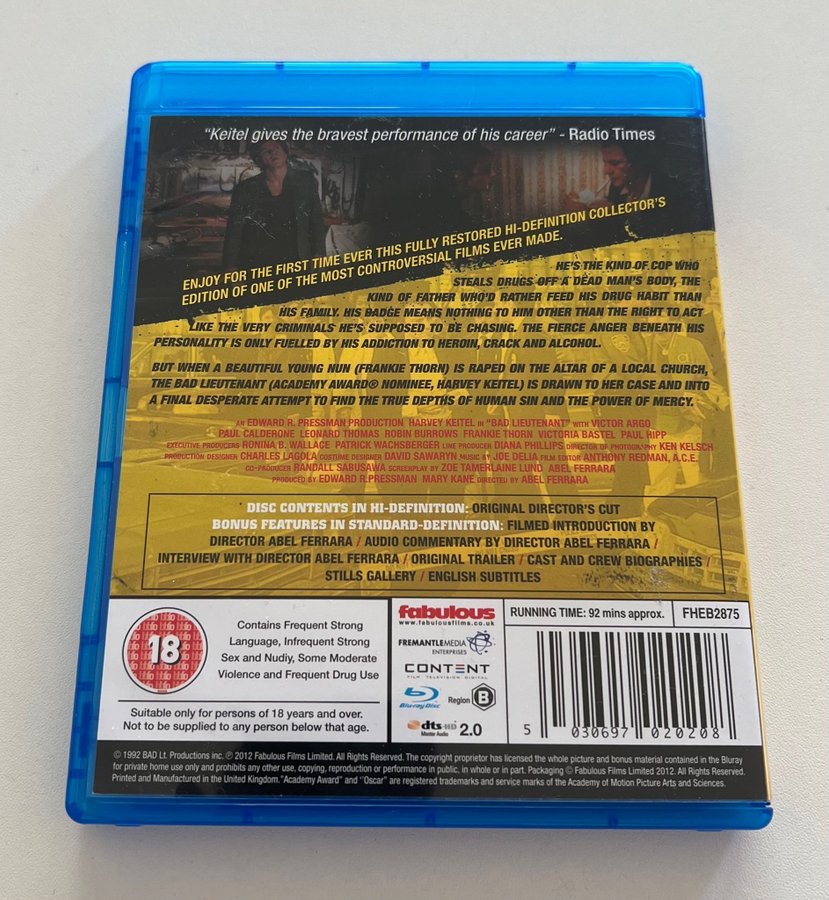 "Keitel gives the bravest performance of his career" - Radio Times
ENJOY FOR THE FIRST TIME EVER THIS FULLY RESTORED HI-DEFINITION COLLECTOR'S
EDITION OF ONE OF THE MOST CONTROVERSIAL FILMS EVER MADE.
HE'S THE KIND OF COP WHO
STEALS DRUGS OFF A DEAD MAN'S BODY, THE
KIND OF FATHER WHO'D RATHER FEED HIS DRUG HABIT THAN
HIS FAMILY. HIS BADGE MEANS NOTHING TO HIM OTHER THAN THE RIGHT TO ACT
LIKE THE VERY CRIMINALS HE'S SUPPOSED TO BE CHASING. THE FIERCE ANGER BENEATH HIS
PERSONALITY IS ONLY FUELLED BY HIS ADDICTION TO HEROIN, CRACK AND ALCOHOL.
BUT WHEN A BEAUTIFUL YOUNG NUN (FRANKIE THORN) IS RAPED ON THE ALTAR OF A LOCAL CHURCH,
THE BAD LIEUTENANT (ACADEMY AWARD® NOMINEE, HARVEY KEITEL) IS DRAWN TO HER CASE AND INTO
A FINAL DESPERATE ATTEMPT TO FIND THE TRUE DEPTHS OF HUMAN SIN AND THE POWER OF MERCY.
AN EDWARD R. PRESSMAN PRODUCTION HARVEY KEITEL IN "BAD LIEUTENANT" WITH VICTOR ARGO
PAUL CALDERONE LEONARD THOMAS ROBIN BURROWS FRANKIE THORN VICTORIA BASTEL PAUL HIPP
EXECUTIVE PRODUCERS RONINA B. WALLACE PATRICK WACHSBERGER LINE PRODUCER DIANA PHILLIPS DIRECTOR OF PHOTOGRAPHY KEN KELSCH
PRODUCTION DESIGNER CHARLES LAGOLA COSTUME DESIGNER DAVID SAWARYN MUSIC BY JOE DELIA FILM EDITOR ANTHONY REDMAN, A.C.E.
CO-PRODUCER RANDALL SABUSAWA SCREENPLAY BY ZOE TAMERLAINE LUND ABEL FERRARA
PRODUCED BY EDWARD R.PRESSMAN MARY KANE DIRECTED BY ABEL FERRARA
DISC CONTENTS IN HI-DEFINITION: ORIGINAL DIRECTOR'S CUT
BONUS FEATURES IN STANDARD-DEFINITION: FILMED INTRODUCTION BY
DIRECTOR ABEL FERRARA / AUDIO COMMENTARY BY DIRECTOR ABEL FERRARA /
INTERVIEW WITH DIRECTOR ABEL FERRARA / ORIGINAL TRAILER / CAST AND CREW BIOGRAPHIES /
STILLS GALLERY / ENGLISH SUBTITLES
18
Contains Frequent Strong
Language, Infrequent Strong
Sex and Nudiy, Some Moderate
Violence and Frequent Drug Use
Suitable only for persons of 18 years and over.
Not to be supplied to any person below that age.
fabulous
www.fabulousfilms.co.uk
FREMANTLEMEDIA
ENTERPRISES
CONTENT
FILM TELEVISION DIGITAL
Blu-ray Disc Region B
dts-HD 2.0
Master Audio
RUNNING TIME: 92 mins approx. FHEB2875
5 030697 020208
© 1992 BAD Lt. Productions inc. ℗ 2012 Fabulous Films Limited. All Rights Reserved. The copyright proprietor has licensed the whole picture and bonus material contained in the Bluray
for private home use only and prohibits any other use, copying, reproduction or performance in public, in whole or in part. Packaging © Fabulous Films Limited 2012. All Rights Reserved.
Printed and Manufactured in the United Kingdom."Academy Award" and "Oscar" are registered trademarks and service marks of the Academy of Motion Picture Arts and Sciences.